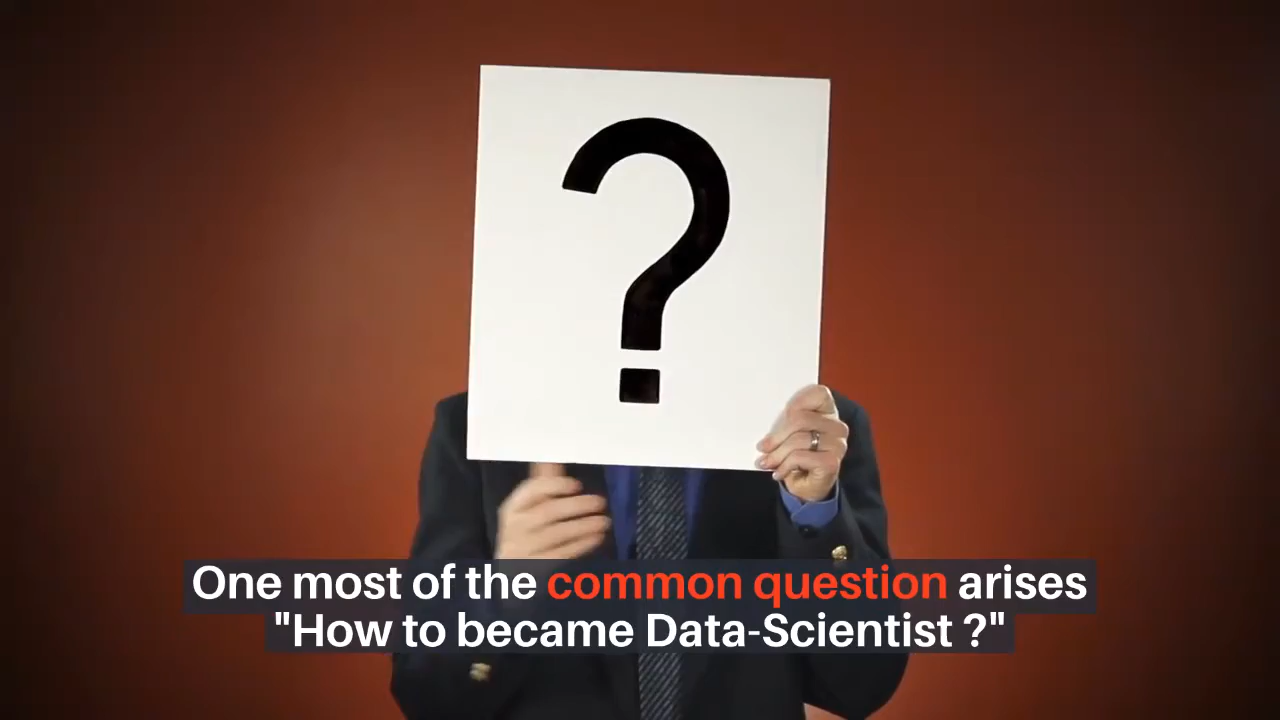 ?
One most of the common question arises
"How to became Data-Scientist ?"